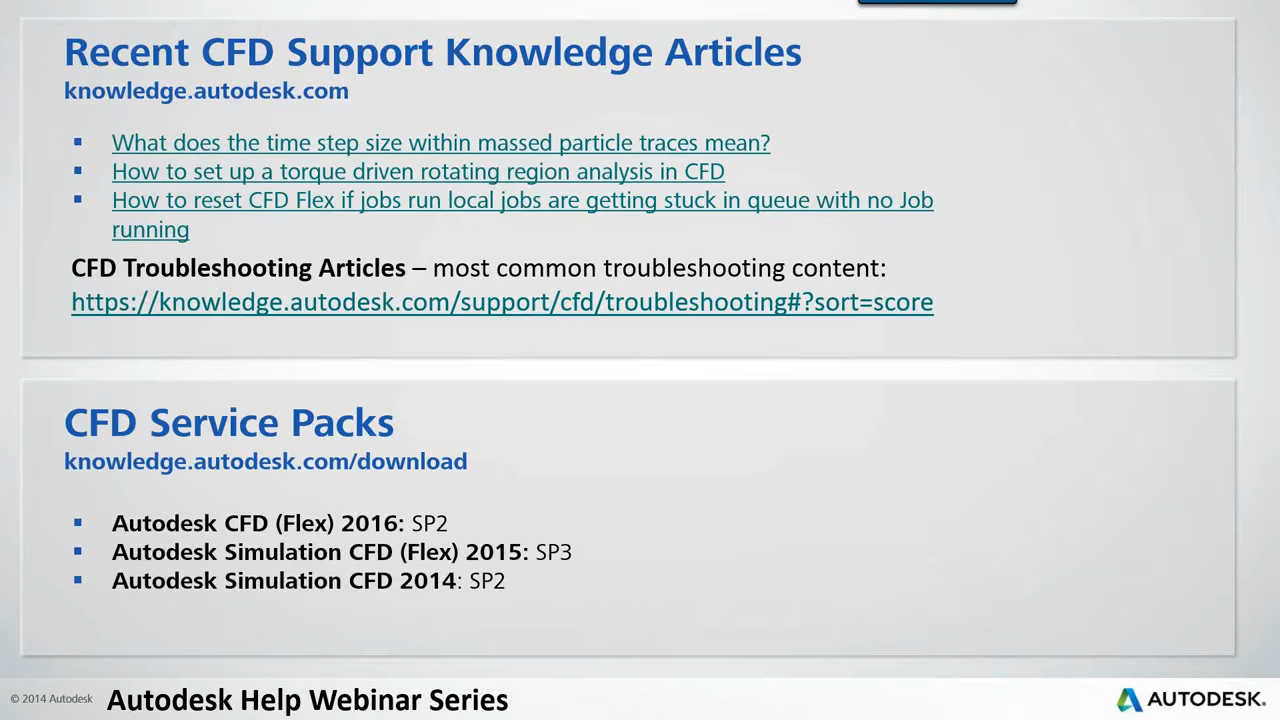 Recent CFD Support Knowledge Articles
knowledge.autodesk.com
▪ What does the time step size within massed particle traces mean?
▪ How to set up a torque driven rotating region analysis in CFD
▪ How to reset CFD Flex if jobs run local jobs are getting stuck in queue with no Job
running
CFD Troubleshooting Articles – most common troubleshooting content:
https://knowledge.autodesk.com/support/cfd/troubleshooting#?sort=score
CFD Service Packs
knowledge.autodesk.com/download
▪ Autodesk CFD (Flex) 2016: SP2
▪ Autodesk Simulation CFD (Flex) 2015: SP3
▪ Autodesk Simulation CFD 2014: SP2
© 2014 Autodesk Autodesk Help Webinar Series AUTODESK.